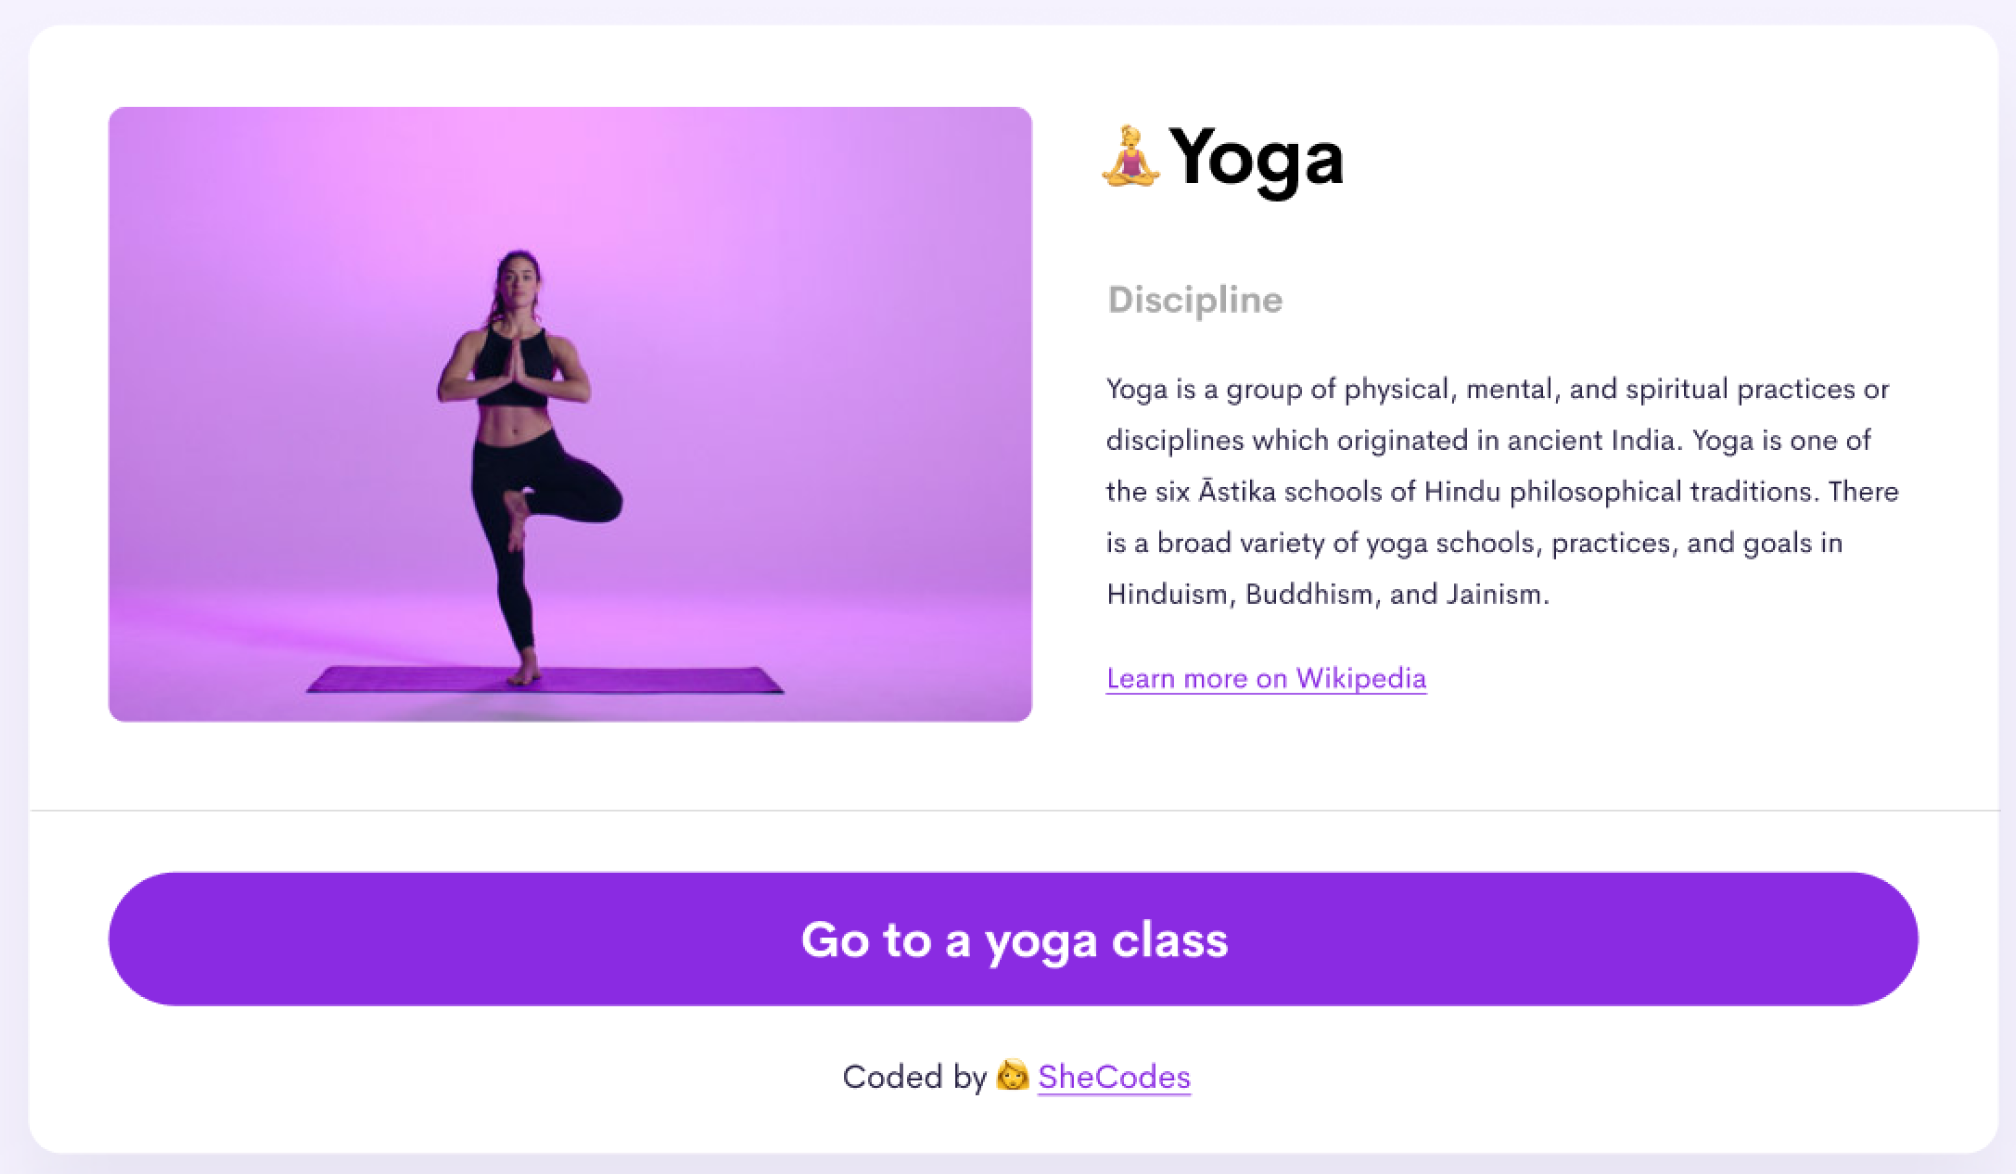 🧘‍♀️ Yoga
Discipline
Yoga is a group of physical, mental, and spiritual practices or
disciplines which originated in ancient India. Yoga is one of
the six Āstika schools of Hindu philosophical traditions. There
is a broad variety of yoga schools, practices, and goals in
Hinduism, Buddhism, and Jainism.
Learn more on Wikipedia
Go to a yoga class
Coded by 👩 SheCodes